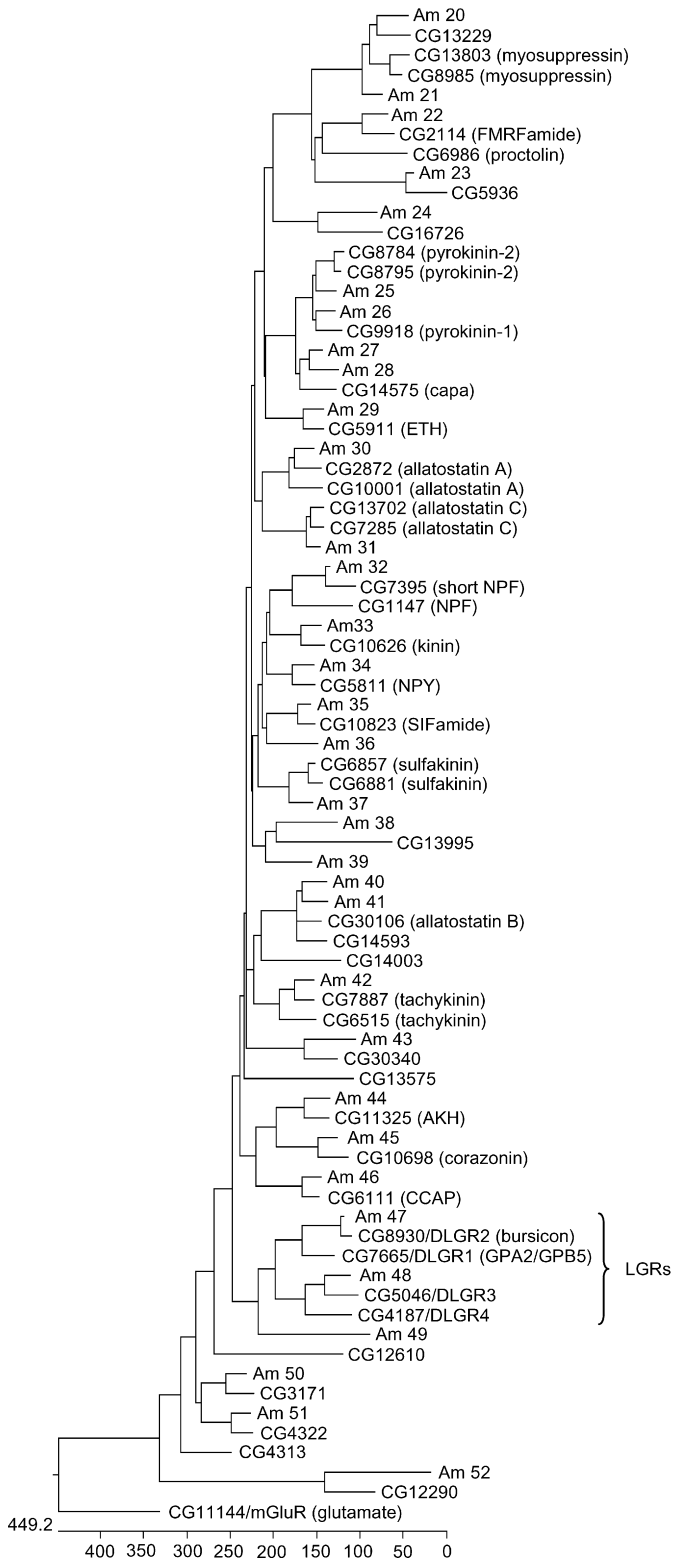 Am 20
CG13229
CG13803 (myosuppressin)
CG8985 (myosuppressin)
Am 21
Am 22
CG2114 (FMRFamide)
CG6986 (proctolin)
Am 23
CG5936
Am 24
CG16726
CG8784 (pyrokinin-2)
CG8795 (pyrokinin-2)
Am 25
Am 26
CG9918 (pyrokinin-1)
Am 27
Am 28
CG14575 (capa)
Am 29
CG5911 (ETH)
Am 30
CG2872 (allatostatin A)
CG10001 (allatostatin A)
CG13702 (allatostatin C)
CG7285 (allatostatin C)
Am 31
Am 32
CG7395 (short NPF)
CG1147 (NPF)
Am33
CG10626 (kinin)
Am 34
CG5811 (NPY)
Am 35
CG10823 (SIFamide)
Am 36
CG6857 (sulfakinin)
CG6881 (sulfakinin)
Am 37
Am 38
CG13995
Am 39
Am 40
Am 41
CG30106 (allatostatin B)
CG14593
CG14003
Am 42
CG7887 (tachykinin)
CG6515 (tachykinin)
Am 43
CG30340
CG13575
Am 44
CG11325 (AKH)
Am 45
CG10698 (corazonin)
Am 46
CG6111 (CCAP)
Am 47
CG8930/DLGR2 (bursicon)
CG7665/DLGR1 (GPA2/GPB5)
LGRs
Am 48
CG5046/DLGR3
CG4187/DLGR4
Am 49
CG12610
Am 50
CG3171
Am 51
CG4322
CG4313
Am 52
CG12290
CG11144/mGluR (glutamate)
449.2
400 350 300 250 200 150 100 50 0